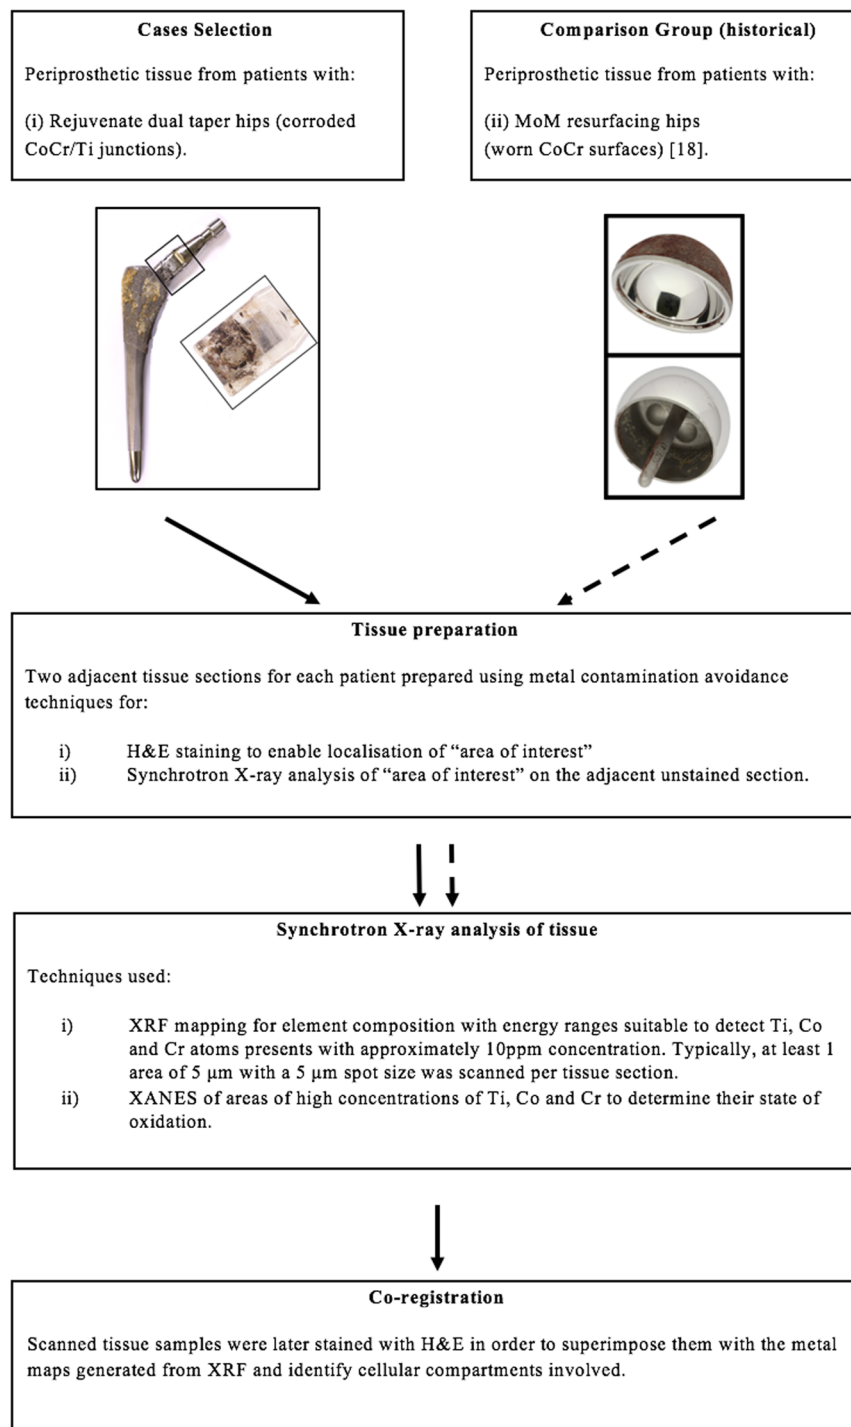 Cases Selection
Periprosthetic tissue from patients with:
(i) Rejuvenate dual taper hips (corroded
CoCr/Ti junctions).
Comparison Group (historical)
Periprosthetic tissue from patients with:
(ii) MoM resurfacing hips
(worn CoCr surfaces) [18].
Tissue preparation
Two adjacent tissue sections for each patient prepared using metal contamination avoidance
techniques for:
i) H&E staining to enable localisation of “area of interest”
ii) Synchrotron X-ray analysis of “area of interest” on the adjacent unstained section.
Synchrotron X-ray analysis of tissue
Techniques used:
i) XRF mapping for element composition with energy ranges suitable to detect Ti, Co
and Cr atoms presents with approximately 10ppm concentration. Typically, at least 1
area of 5 μm with a 5 μm spot size was scanned per tissue section.
ii) XANES of areas of high concentrations of Ti, Co and Cr to determine their state of
oxidation.
Co-registration
Scanned tissue samples were later stained with H&E in order to superimpose them with the metal
maps generated from XRF and identify cellular compartments involved.